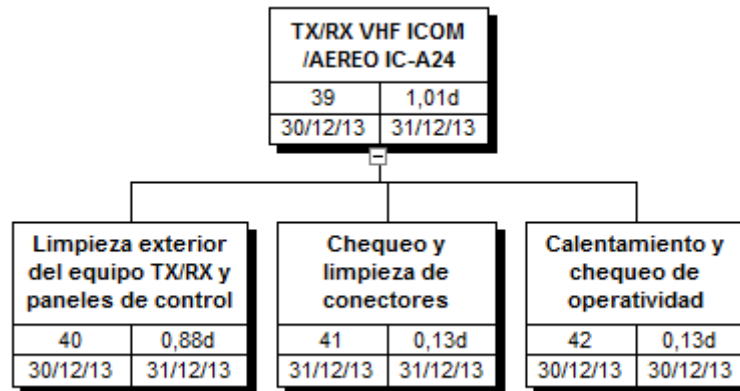 TX/RX VHF ICOM
/AEREO IC-A24
39 1,01d
30/12/13 31/12/13
Limpieza exterior
del equipo TX/RX y
paneles de control
40 0,88d
30/12/13 31/12/13
Chequeo y
limpieza de
conectores
41 0,13d
31/12/13 31/12/13
Calentamiento y
chequeo de
operatividad
42 0,13d
30/12/13 30/12/13